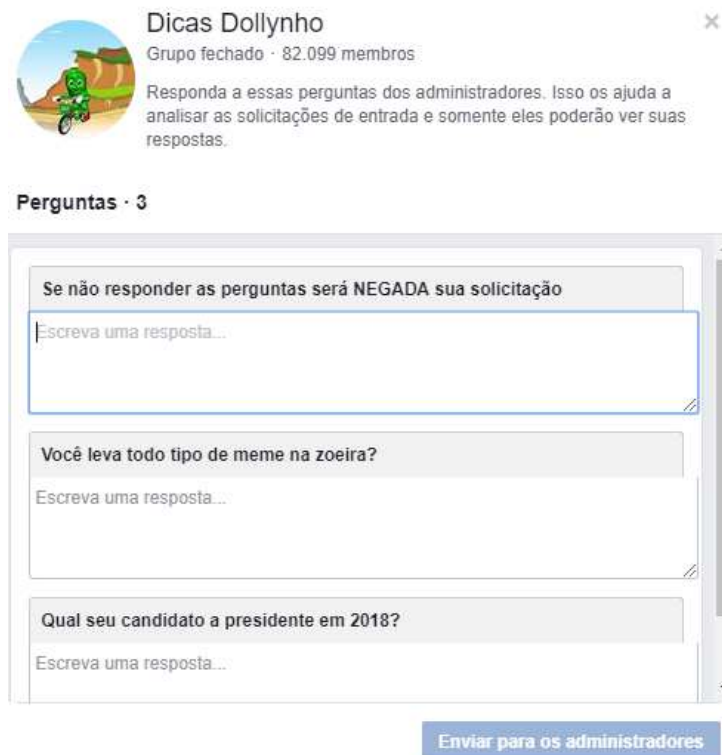 Dicas Dollynho
×
Grupo fechado · 82.099 membros
Responda a essas perguntas dos administradores. Isso os ajuda a
analisar as solicitações de entrada e somente eles poderão ver suas
respostas.
Perguntas · 3
Se não responder as perguntas será NEGADA sua solicitação
Escreva uma resposta...
Você leva todo tipo de meme na zoeira?
Escreva uma resposta...
Qual seu candidato a presidente em 2018?
Escreva uma resposta...
Enviar para os administradores